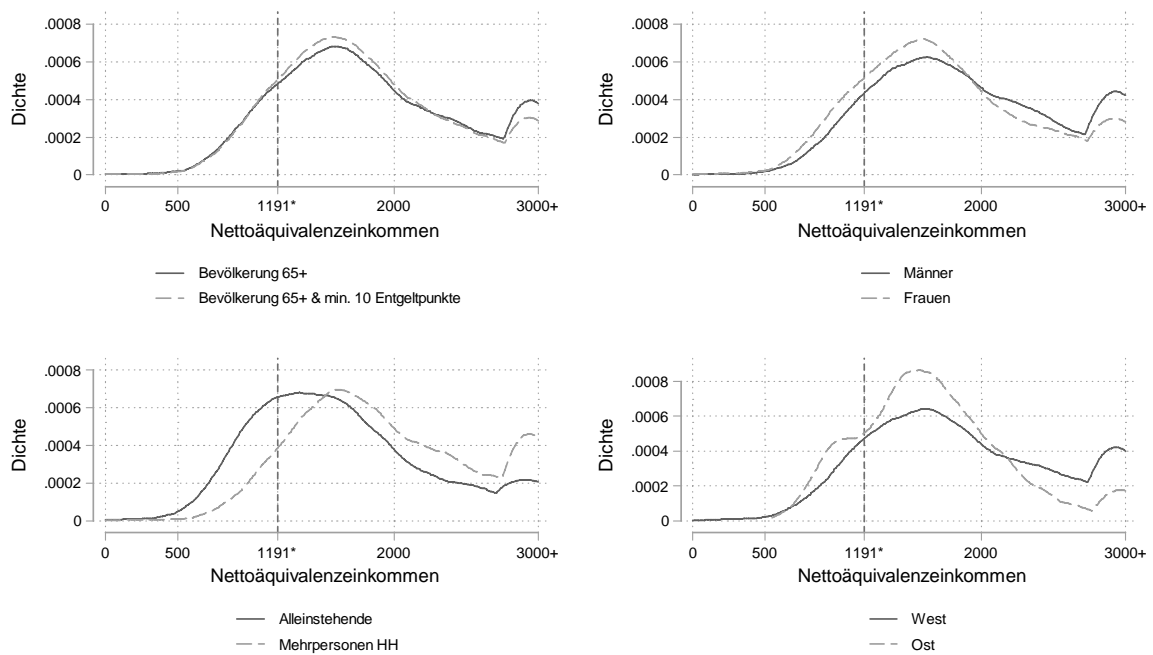 Dichte
.0008
.0006
.0004
.0002
0
0 500 1191* 2000 3000+
Nettoäquivalenzeinkommen
Bevölkerung 65+
Bevölkerung 65+ & min. 10 Entgeltpunkte
Dichte
.0008
.0006
.0004
.0002
0
0 500 1191* 2000 3000+
Nettoäquivalenzeinkommen
Männer
Frauen
Dichte
.0008
.0006
.0004
.0002
0
0 500 1191* 2000 3000+
Nettoäquivalenzeinkommen
Alleinstehende
Mehrpersonen HH
Dichte
.0008
.0006
.0004
.0002
0
0 500 1191* 2000 3000+
Nettoäquivalenzeinkommen
West
Ost